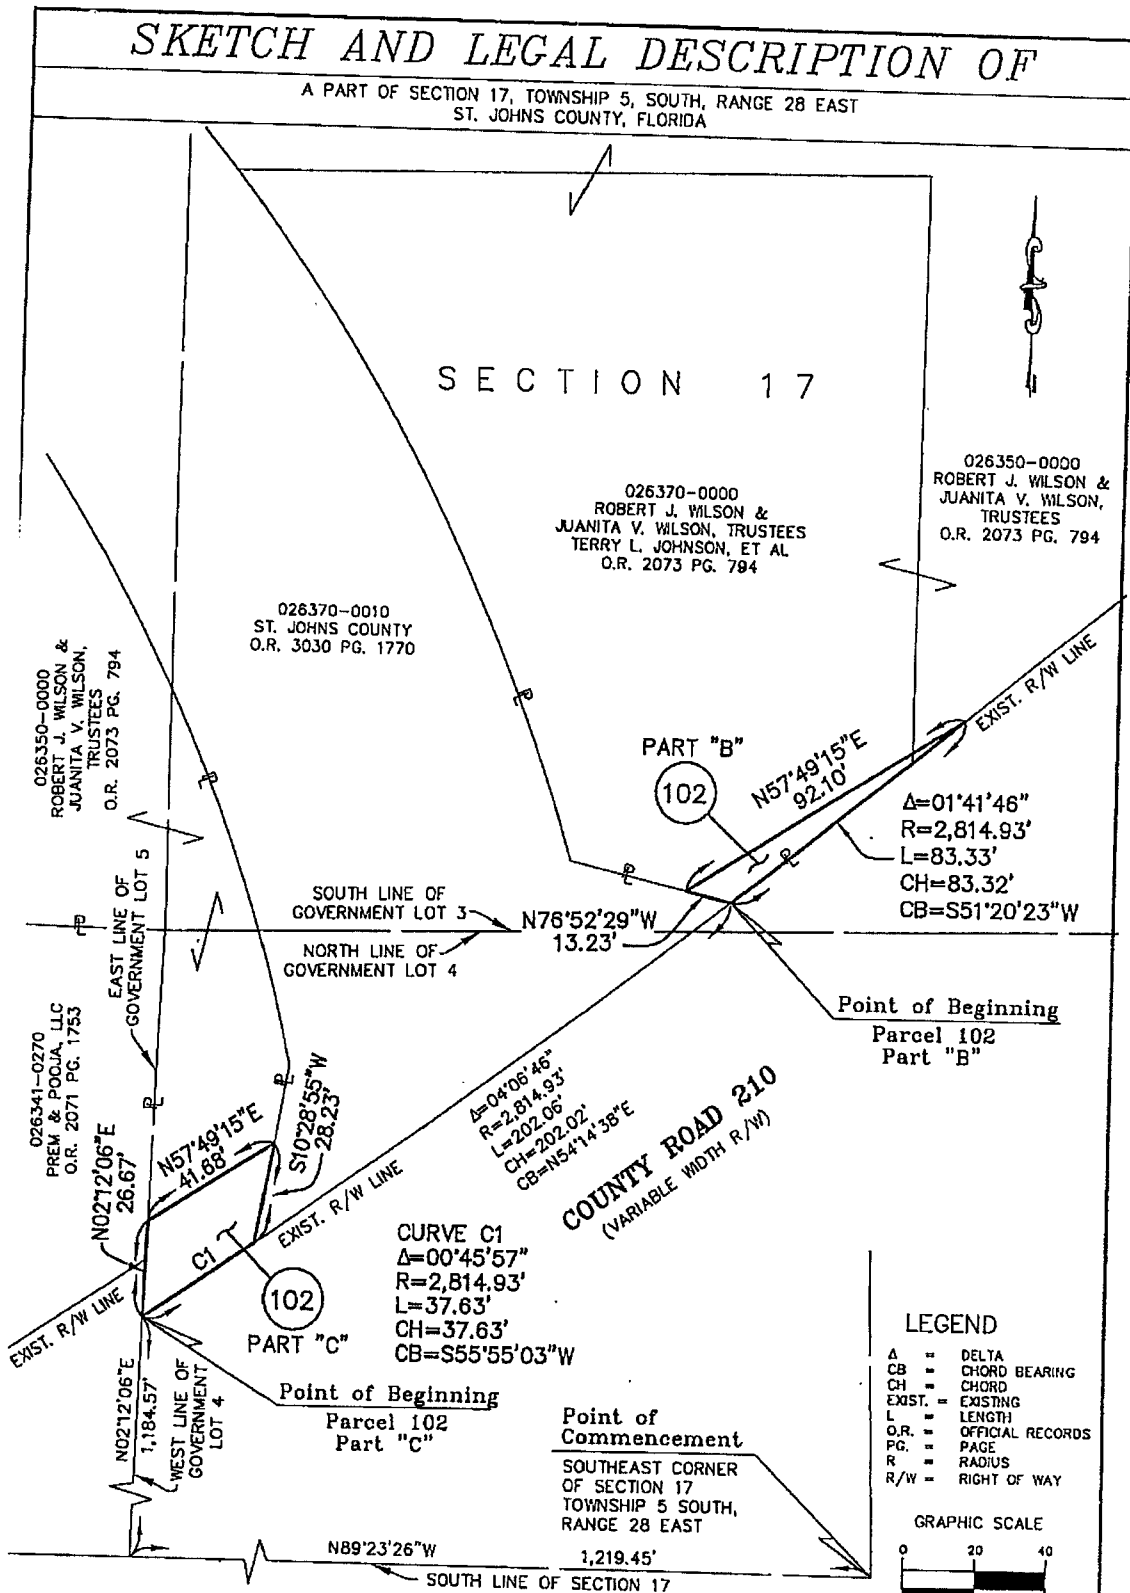 SKETCH AND LEGAL DESCRIPTION OF
A PART OF SECTION 17, TOWNSHIP 5, SOUTH, RANGE 28 EAST
ST. JOHNS COUNTY, FLORIDA
SECTION 17
026350-0000
ROBERT J. WILSON &
JUANITA V. WILSON,
TRUSTEES
O.R. 2073 PG. 794
026370-0000
ROBERT J. WILSON &
JUANITA V. WILSON, TRUSTEES
TERRY L. JOHNSON, ET AL
O.R. 2073 PG. 794
026370-0010
ST. JOHNS COUNTY
O.R. 3030 PG. 1770
026350-0000
ROBERT J. WILSON &
JUANITA V. WILSON,
TRUSTEES
O.R. 2073 PG. 794
EXIST. R/W LINE
PART "B"
102
N57°49'15"E
92.10'
Δ=01°41'46"
R=2,814.93'
L=83.33'
CH=83.32'
CB=S51°20'23"W
EAST LINE OF
GOVERNMENT LOT 5
SOUTH LINE OF
GOVERNMENT LOT 3
N76°52'29"W
13.23'
NORTH LINE OF
GOVERNMENT LOT 4
Point of Beginning
Parcel 102
Part "B"
026341-0270
PREM & POOJA, LLC
O.R. 2071 PG. 1753
N02°12'06"E
26.67'
N57°49'15"E
41.68'
S10°28'55"W
28.23'
Δ=04°06'46"
R=2,814.93'
L=202.06'
CH=202.02'
CB=N54°14'38"E
COUNTY ROAD 210
(VARIABLE WIDTH R/W)
EXIST. R/W LINE
C1
102
PART "C"
CURVE C1
Δ=00°45'57"
R=2,814.93'
L=37.63'
CH=37.63'
CB=S55°55'03"W
EXIST. R/W LINE
N02°12'06"E
1,184.57'
WEST LINE OF
GOVERNMENT
LOT 4
Point of Beginning
Parcel 102
Part "C"
Point of
Commencement
SOUTHEAST CORNER
OF SECTION 17
TOWNSHIP 5 SOUTH,
RANGE 28 EAST
N89°23'26"W 1,219.45'
SOUTH LINE OF SECTION 17
LEGEND
Δ = DELTA
CB = CHORD BEARING
CH = CHORD
EXIST. = EXISTING
L = LENGTH
O.R. = OFFICIAL RECORDS
PG. = PAGE
R = RADIUS
R/W = RIGHT OF WAY
GRAPHIC SCALE
0 20 40